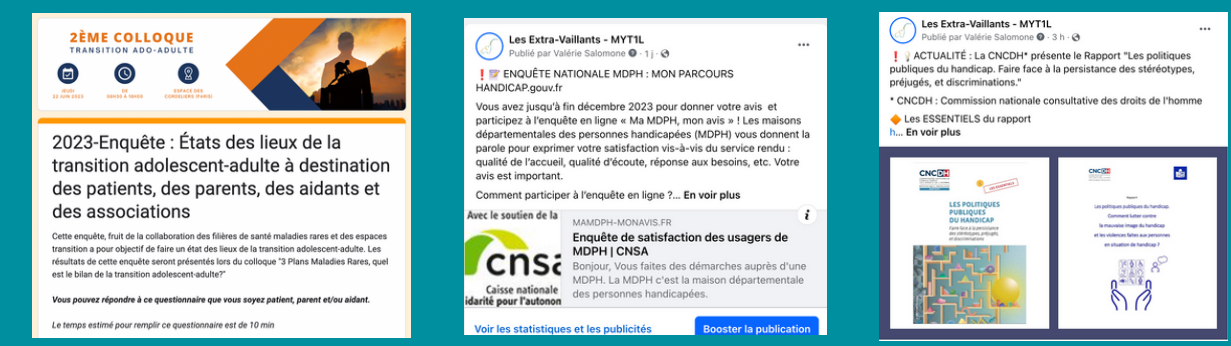 2ÈME COLLOQUE
TRANSITION ADO-ADULTE
JEUDI
22 JUIN 2023
DE
09H00 À 16H00
ESPACE DES
CORDELIERS (PARIS)
2023-Enquête : États des lieux de la
transition adolescent-adulte à destination
des patients, des parents, des aidants et
des associations
Cette enquête, fruit de la collaboration des filières de santé maladies rares et des espaces
transition a pour objectif de faire un état des lieux de la transition adolescent-adulte. Les
résultats de cette enquête seront présentés lors du colloque "3 Plans Maladies Rares, quel
est le bilan de la transition adolescent-adulte?"
Vous pouvez répondre à ce questionnaire que vous soyez patient, parent et/ou aidant.
Le temps estimé pour remplir ce questionnaire est de 10 min
Les Extra-Vaillants - MYT1L
Publié par Valérie Salomone · 1 j ·
❗📝 ENQUÊTE NATIONALE MDPH : MON PARCOURS
HANDICAP.gouv.fr
Vous avez jusqu'à fin décembre 2023 pour donner votre avis et
participez à l'enquête en ligne « Ma MDPH, mon avis » ! Les maisons
départementales des personnes handicapées (MDPH) vous donnent la
parole pour exprimer votre satisfaction vis-à-vis du service rendu :
qualité de l'accueil, qualité d'écoute, réponse aux besoins, etc. Votre
avis est important.
Comment participer à l'enquête en ligne ?... En voir plus
Avec le soutien de la
cnsa
Caisse nationale
idarité pour l'autonom
MAMDPH-MONAVIS.FR
Enquête de satisfaction des usagers de
MDPH | CNSA
Bonjour, Vous faites des démarches auprès d'une
MDPH. La MDPH c'est la maison départementale
des personnes handicapées.
Voir les statistiques et les publicités
Booster la publication
Les Extra-Vaillants - MYT1L
Publié par Valérie Salomone · 3 h ·
❗💡 ACTUALITÉ : La CNCDH* présente le Rapport "Les politiques
publiques du handicap. Faire face à la persistance des stéréotypes,
préjugés, et discriminations."
* CNCDH : Commission nationale consultative des droits de l'homme
🔶 Les ESSENTIELS du rapport
h... En voir plus
CNCDH
LES ESSENTIELS
LES POLITIQUES
PUBLIQUES
DU HANDICAP
Faire face à la persistance
des stéréotypes, préjugés,
et discriminations
CNCDH
Les politiques publiques du handicap.
Comment lutter contre
la mauvaise image du handicap
et les violences faites aux personnes
en situation de handicap ?